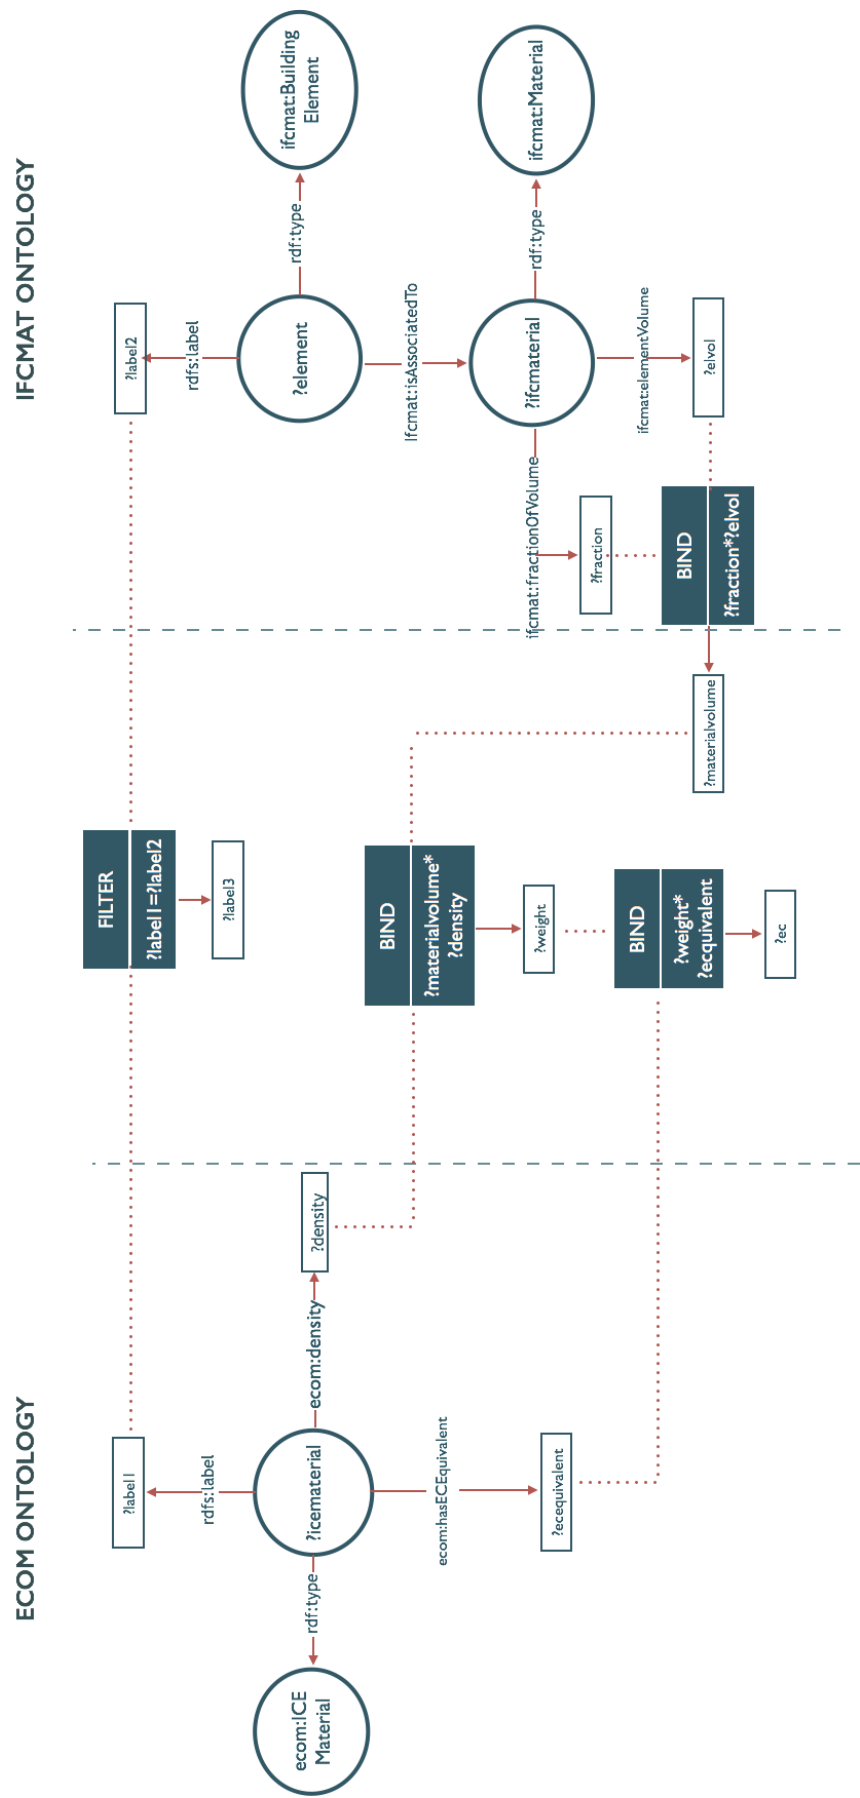 ECOM ONTOLOGY
IFCMAT ONTOLOGY
?label1
rdfs:label
ecom:ICE
Material
rdf:type
?icematerial
ecom:density
?density
ecom:hasECEquivalent
?ecequivalent
FILTER
?label1=?label2
?label3
BIND
?materialvolume*
?density
?weight
BIND
?weight*
?ecquivalent
?ec
?materialvolume
?label2
rdfs:label
?element
rdf:type
ifcmat:Building
Element
Ifcmat:isAssociatedTo
?ifcmaterial
rdf:type
ifcmat:Material
ifcmat:fractionOfVolume
?fraction
ifcmat:elementVolume
?elvol
BIND
?fraction*?elvol